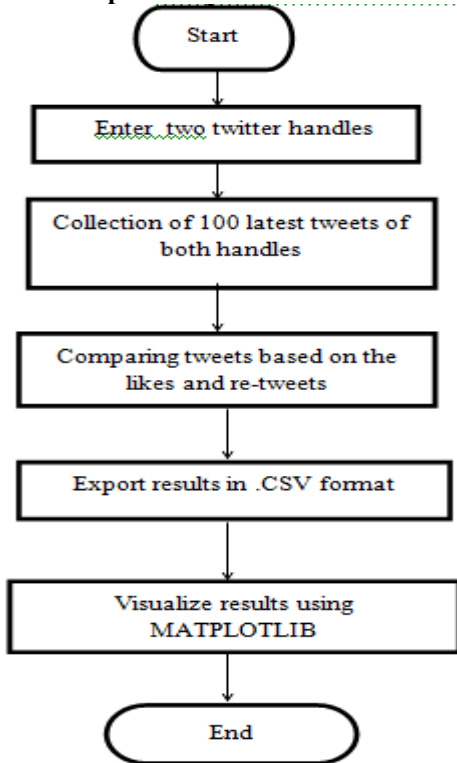 Start
Enter two twitter handles
Collection of 100 latest tweets of
both handles
Comparing tweets based on the
likes and re-tweets
Export results in .CSV format
Visualize results using
MATPLOTLIB
End